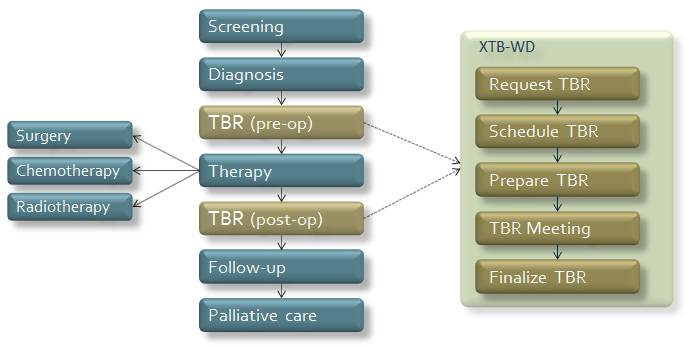 Screening
Diagnosis
TBR (pre-op)
Therapy
TBR (post-op)
Follow-up
Palliative care
Surgery
Chemotherapy
Radiotherapy
XTB-WD
Request TBR
Schedule TBR
Prepare TBR
TBR Meeting
Finalize TBR